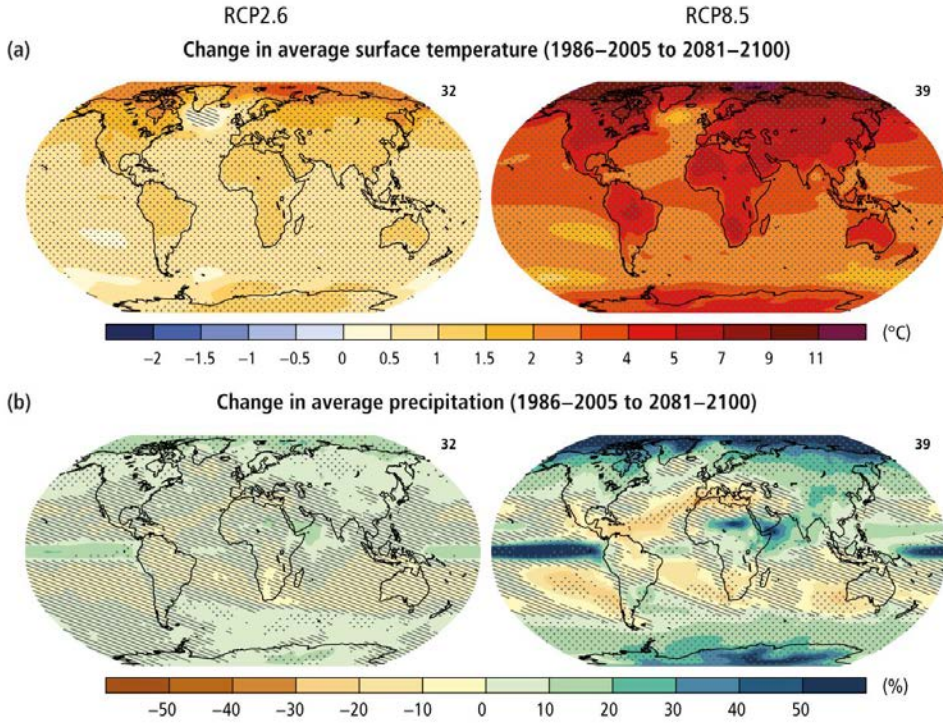 RCP2.6 RCP8.5
(a) Change in average surface temperature (1986–2005 to 2081–2100)
32 39
(°C)
−2 −1.5 −1 −0.5 0 0.5 1 1.5 2 3 4 5 7 9 11
(b) Change in average precipitation (1986–2005 to 2081–2100)
32 39
(%)
−50 −40 −30 −20 −10 0 10 20 30 40 50